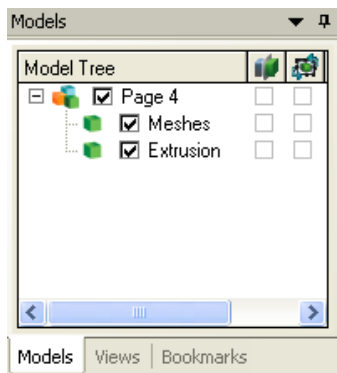 Models
Model Tree
Page 4
Meshes
Extrusion
Models Views Bookmarks